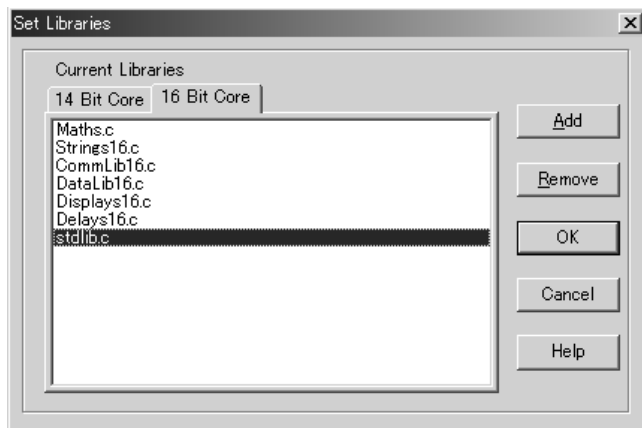 Set Libraries
Current Libraries
14 Bit Core
16 Bit Core
Maths.c
Strings16.c
CommLib16.c
DataLib16.c
Displays16.c
Delays16.c
stdlib.c
Add
Remove
OK
Cancel
Help